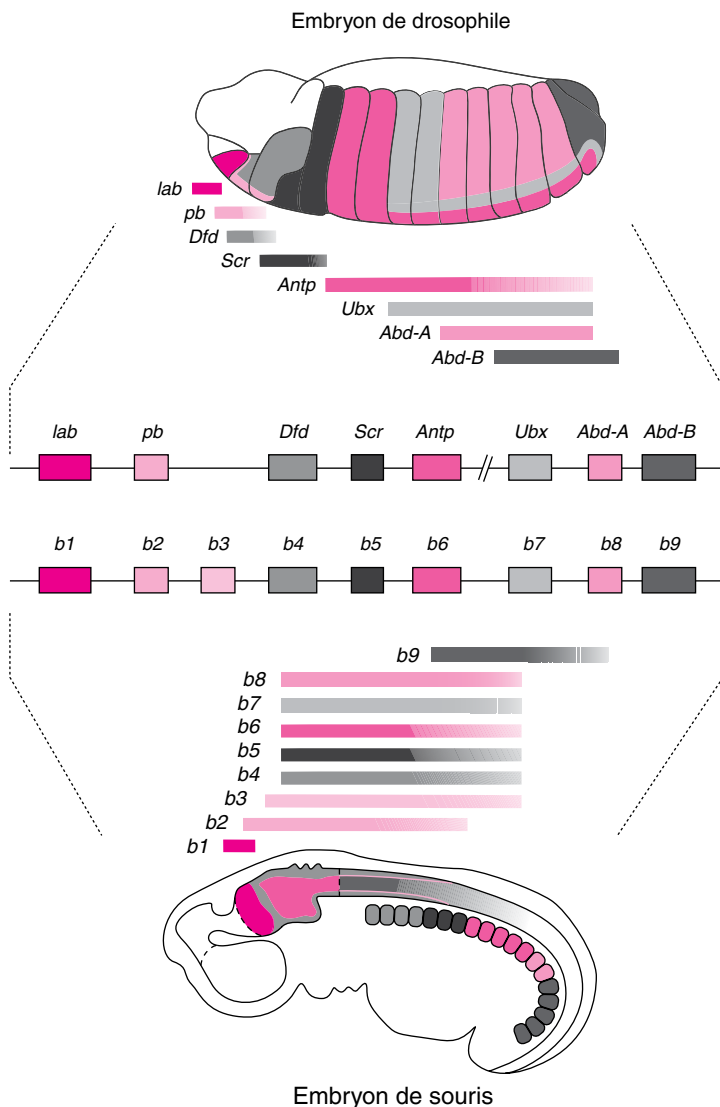 Embryon de drosophile
lab
pb
Dfd
Scr
Antp
Ubx
Abd-A
Abd-B
lab pb Dfd Scr Antp Ubx Abd-A Abd-B
b1 b2 b3 b4 b5 b6 b7 b8 b9
b9
b8
b7
b6
b5
b4
b3
b2
b1
Embryon de souris